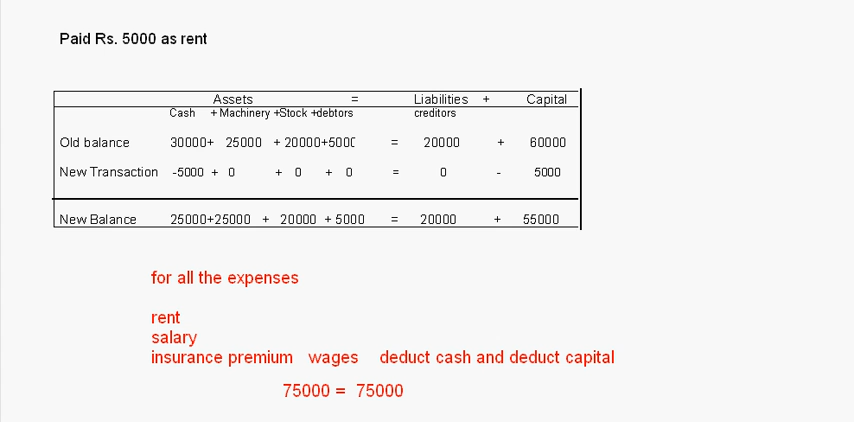 Paid Rs. 5000 as rent
Assets = Liabilities + Capital
Cash + Machinery +Stock +debtors creditors
Old balance 30000+ 25000 + 20000+5000 = 20000 + 60000
New Transaction -5000 + 0 + 0 + 0 = 0 - 5000
New Balance 25000+25000 + 20000 + 5000 = 20000 + 55000
for all the expenses
rent
salary
insurance premium wages deduct cash and deduct capital
75000 = 75000